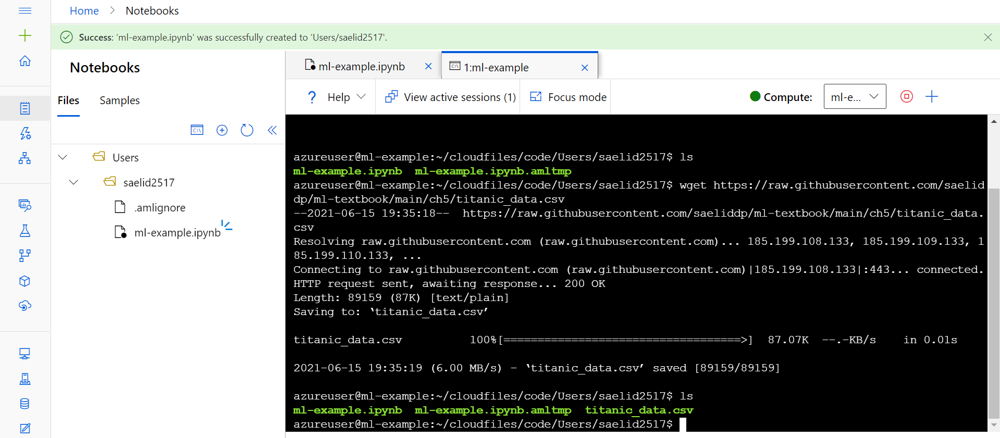 Home > Notebooks
Success: 'ml-example.ipynb' was successfully created to 'Users/saelid2517'.
Notebooks
Files Samples
Users
saelid2517
.amlignore
ml-example.ipynb
ml-example.ipynb 1:ml-example
? Help View active sessions (1) Focus mode Compute: ml-e...
azureuser@ml-example:~/cloudfiles/code/Users/saelid2517$ ls
ml-example.ipynb ml-example.ipynb.amltmp
azureuser@ml-example:~/cloudfiles/code/Users/saelid2517$ wget https://raw.githubusercontent.com/saelid
dp/ml-textbook/main/ch5/titanic_data.csv
--2021-06-15 19:35:18-- https://raw.githubusercontent.com/saeliddp/ml-textbook/main/ch5/titanic_data.
csv
Resolving raw.githubusercontent.com (raw.githubusercontent.com)... 185.199.108.133, 185.199.109.133, 1
85.199.110.133, ...
Connecting to raw.githubusercontent.com (raw.githubusercontent.com)|185.199.108.133|:443... connected.
HTTP request sent, awaiting response... 200 OK
Length: 89159 (87K) [text/plain]
Saving to: ‘titanic_data.csv’
titanic_data.csv 100%[===================================>] 87.07K --.-KB/s in 0.01s
2021-06-15 19:35:19 (6.00 MB/s) - ‘titanic_data.csv’ saved [89159/89159]
azureuser@ml-example:~/cloudfiles/code/Users/saelid2517$ ls
ml-example.ipynb ml-example.ipynb.amltmp titanic_data.csv
azureuser@ml-example:~/cloudfiles/code/Users/saelid2517$